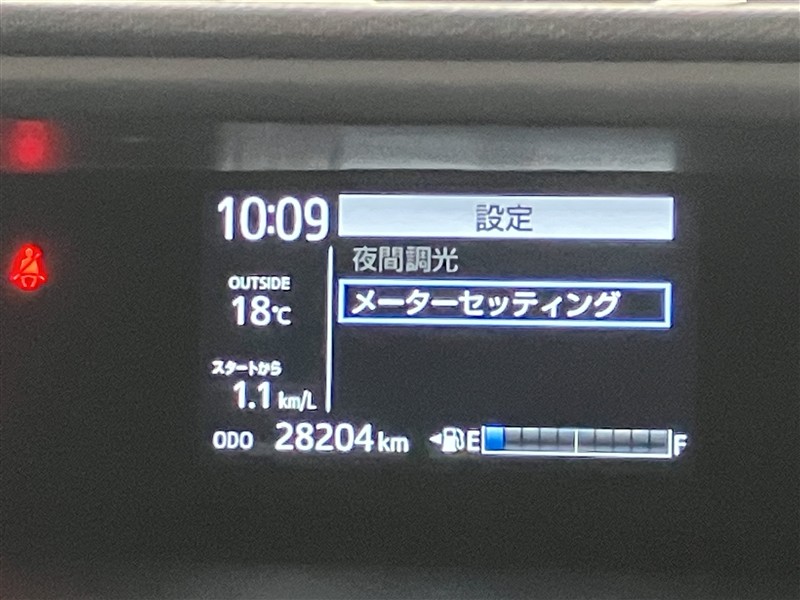 10:09
設定
夜間調光
OUTSIDE
18℃
メーターセッティング
スタートから
1.1 km/L
ODO 28204 km
E F